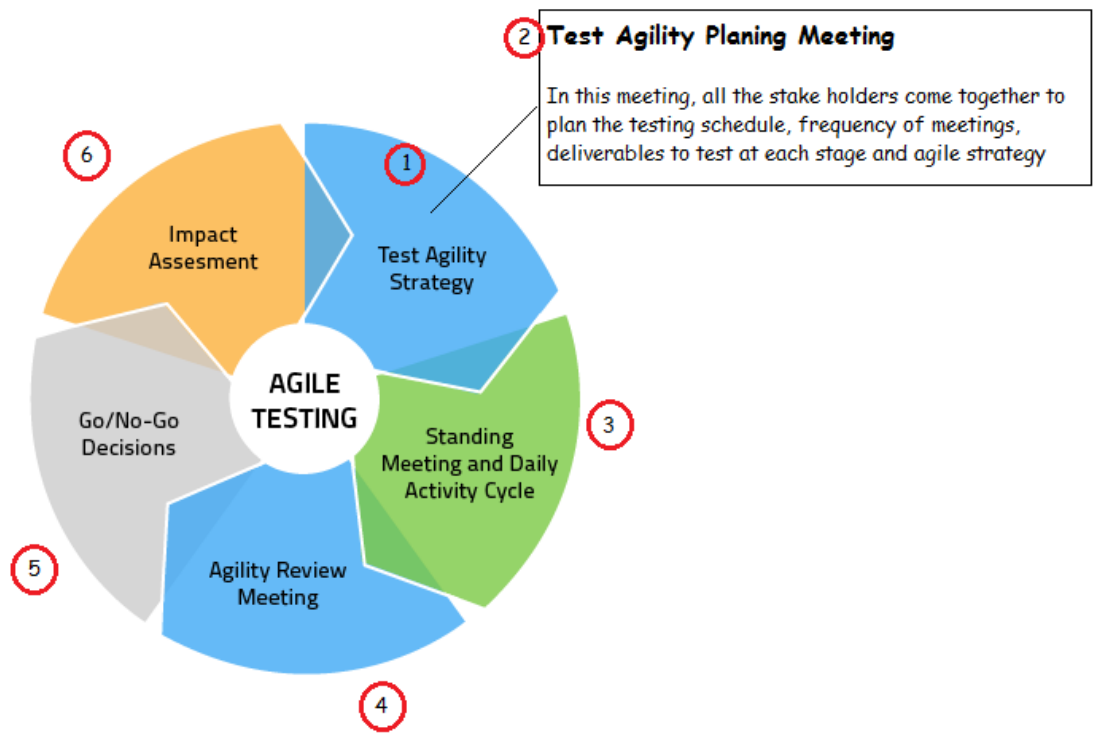 2
Test Agility Planing Meeting
In this meeting, all the stake holders come together to
plan the testing schedule, frequency of meetings,
deliverables to test at each stage and agile strategy
1
Test Agility
Strategy
3
Standing
Meeting and Daily
Activity Cycle
4
Agility Review
Meeting
5
Go/No-Go
Decisions
6
Impact
Assesment
AGILE
TESTING